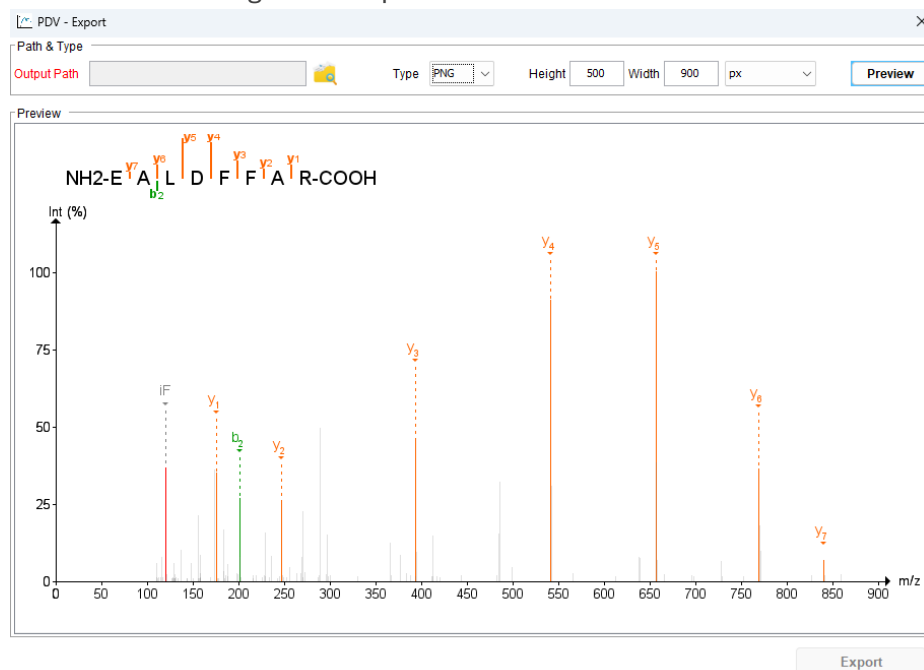 PDV - Export
Path & Type
Output Path Type PNG Height 500 Width 900 px Preview
Preview
y7 y6 y5 y4 y3 y2 y1
NH2-E A L D F F A R-COOH
b2
Int (%)
y4 y5
100
75
y3
iF y1 y6
50
b2 y2
25
y7
0 m/z
0 50 100 150 200 250 300 350 400 450 500 550 600 650 700 750 800 850 900
Export